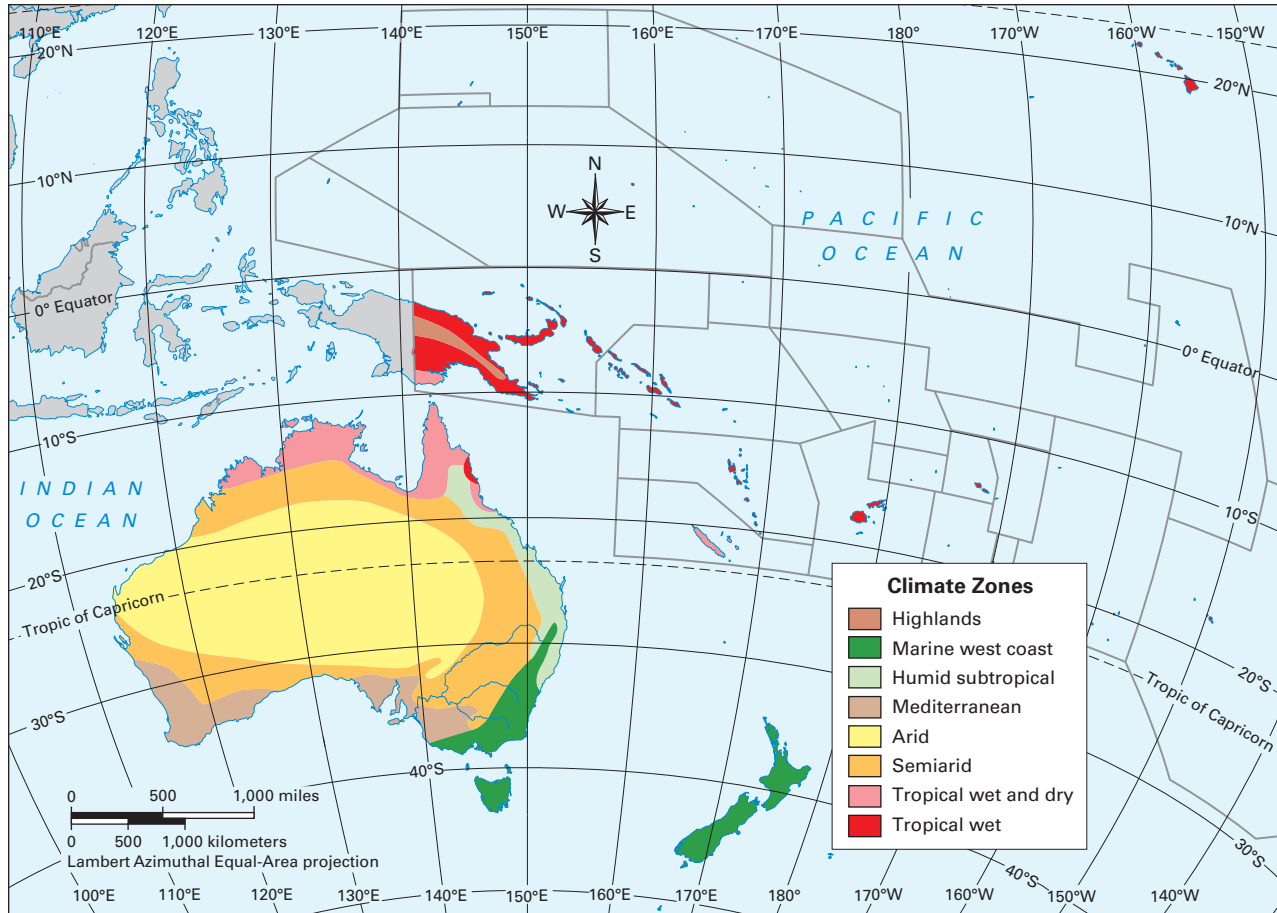 110°E
120°E
130°E
140°E
150°E
160°E
170°E
180°
170°W
160°W
150°W
20°N
20°N
10°N
N
W
E
S
PACIFIC
OCEAN
10°N
0° Equator
0° Equator
10°S
INDIAN
OCEAN
10°S
20°S
Tropic of Capricorn
Climate Zones
Highlands
Marine west coast
Humid subtropical
Mediterranean
Arid
Semiarid
Tropical wet and dry
Tropical wet
20°S
Tropic of Capricorn
30°S
40°S
0 500 1,000 miles
0 500 1,000 kilometers
Lambert Azimuthal Equal-Area projection
30°S
40°S
100°E
110°E
120°E
130°E
140°E
150°E
160°E
170°E
180°
170°W
160°W
150°W
140°W